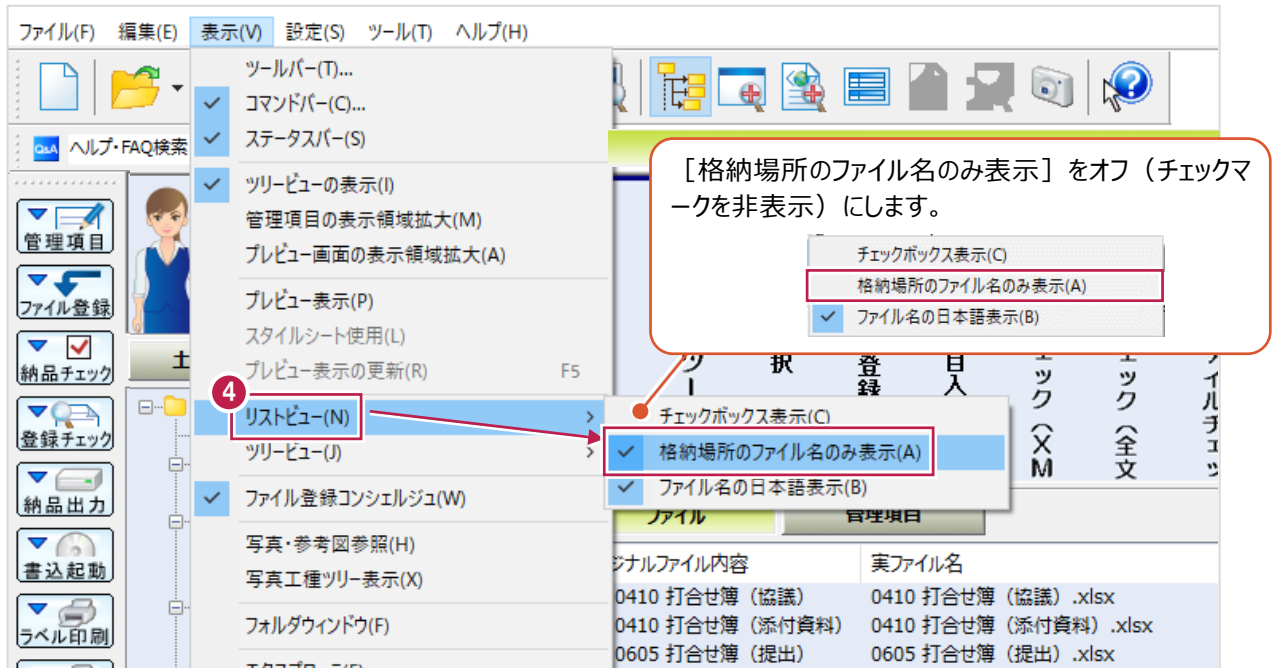 ファイル(F) 編集(E) 表示(V) 設定(S) ツール(T) ヘルプ(H)
ツールバー(T)...
コマンドバー(C)...
ステータスバー(S)
Q&A ヘルプ・FAQ検索
ツリービューの表示(I)
管理項目の表示領域拡大(M)
プレビュー画面の表示領域拡大(A)
プレビュー表示(P)
スタイルシート使用(L)
プレビュー表示の更新(R) F5
4
リストビュー(N)
ツリービュー(J)
ファイル登録コンシェルジュ(W)
写真・参考図参照(H)
写真工種ツリー表示(X)
フォルダウィンドウ(F)
管理項目
ファイル登録
納品チェック
登録チェック
納品出力
書込起動
ラベル印刷
土
［格納場所のファイル名のみ表示］をオフ（チェックマ
ークを非表示）にします。
チェックボックス表示(C)
格納場所のファイル名のみ表示(A)
ファイル名の日本語表示(B)
択
登録
ック（XM
ック（全文
イルチェッ
チェックボックス表示(C)
格納場所のファイル名のみ表示(A)
ファイル名の日本語表示(B)
ファイル 管理項目
ジナルファイル内容 実ファイル名
0410 打合せ簿（協議） 0410 打合せ簿（協議）.xlsx
0410 打合せ簿（添付資料） 0410 打合せ簿（添付資料）.xlsx
0605 打合せ簿（提出） 0605 打合せ簿（提出）.xlsx